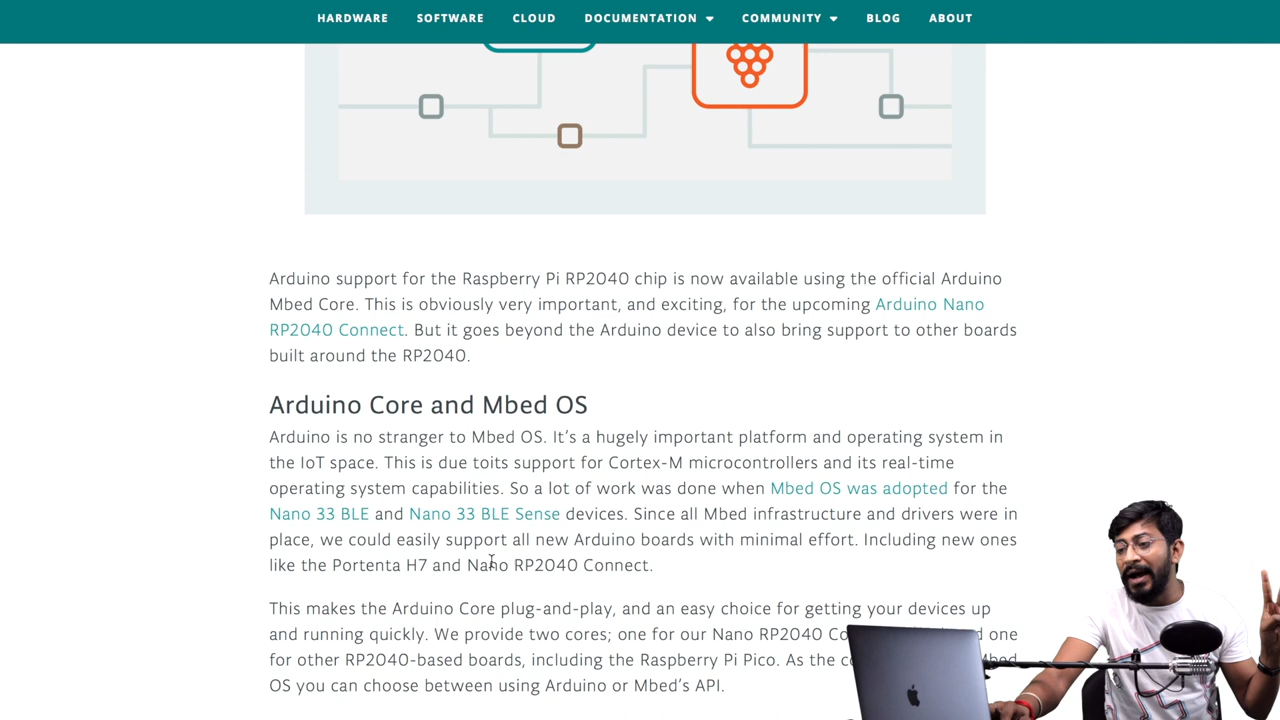 HARDWARE SOFTWARE CLOUD DOCUMENTATION COMMUNITY BLOG ABOUT
Arduino support for the Raspberry Pi RP2040 chip is now available using the official Arduino
Mbed Core. This is obviously very important, and exciting, for the upcoming Arduino Nano
RP2040 Connect. But it goes beyond the Arduino device to also bring support to other boards
built around the RP2040.
Arduino Core and Mbed OS
Arduino is no stranger to Mbed OS. It's a hugely important platform and operating system in
the IoT space. This is due toits support for Cortex-M microcontrollers and its real-time
operating system capabilities. So a lot of work was done when Mbed OS was adopted for the
Nano 33 BLE and Nano 33 BLE Sense devices. Since all Mbed infrastructure and drivers were in
place, we could easily support all new Arduino boards with minimal effort. Including new ones
like the Portenta H7 and Nano RP2040 Connect.
This makes the Arduino Core plug-and-play, and an easy choice for getting your devices up
and running quickly. We provide two cores; one for our Nano RP2040 one
for other RP2040-based boards, including the Raspberry Pi Pico. As the
OS you can choose between using Arduino or Mbed's API.